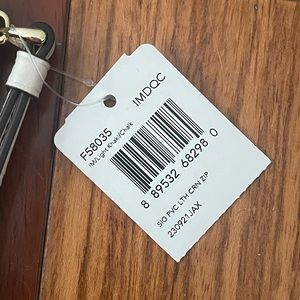 F58035
IM/Light Khaki/Chalk
IMDQC
8 89532 68298 0
SIG PVC LTH CRN ZIP
230921JAX